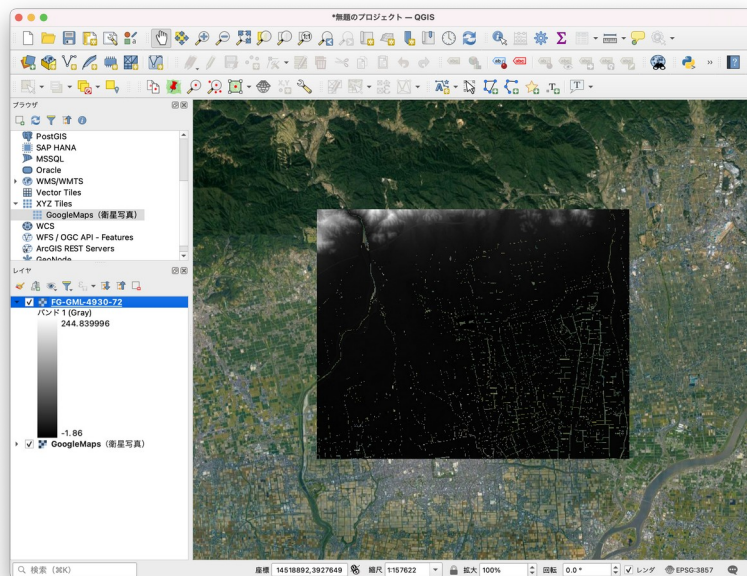 *無題のプロジェクト — QGIS
ブラウザ
PostGIS
SAP HANA
MSSQL
Oracle
WMS/WMTS
Vector Tiles
XYZ Tiles
GoogleMaps（衛星写真）
WCS
WFS / OGC API - Features
ArcGIS REST Servers
GeoNode
レイヤ
FG-GML-4930-72
バンド 1 (Gray)
244.839996
-1.86
GoogleMaps（衛星写真）
検索 (⌘K)
座標 14518892,3927649 縮尺 1:157622 拡大 100% 回転 0.0° レンダ EPSG:3857